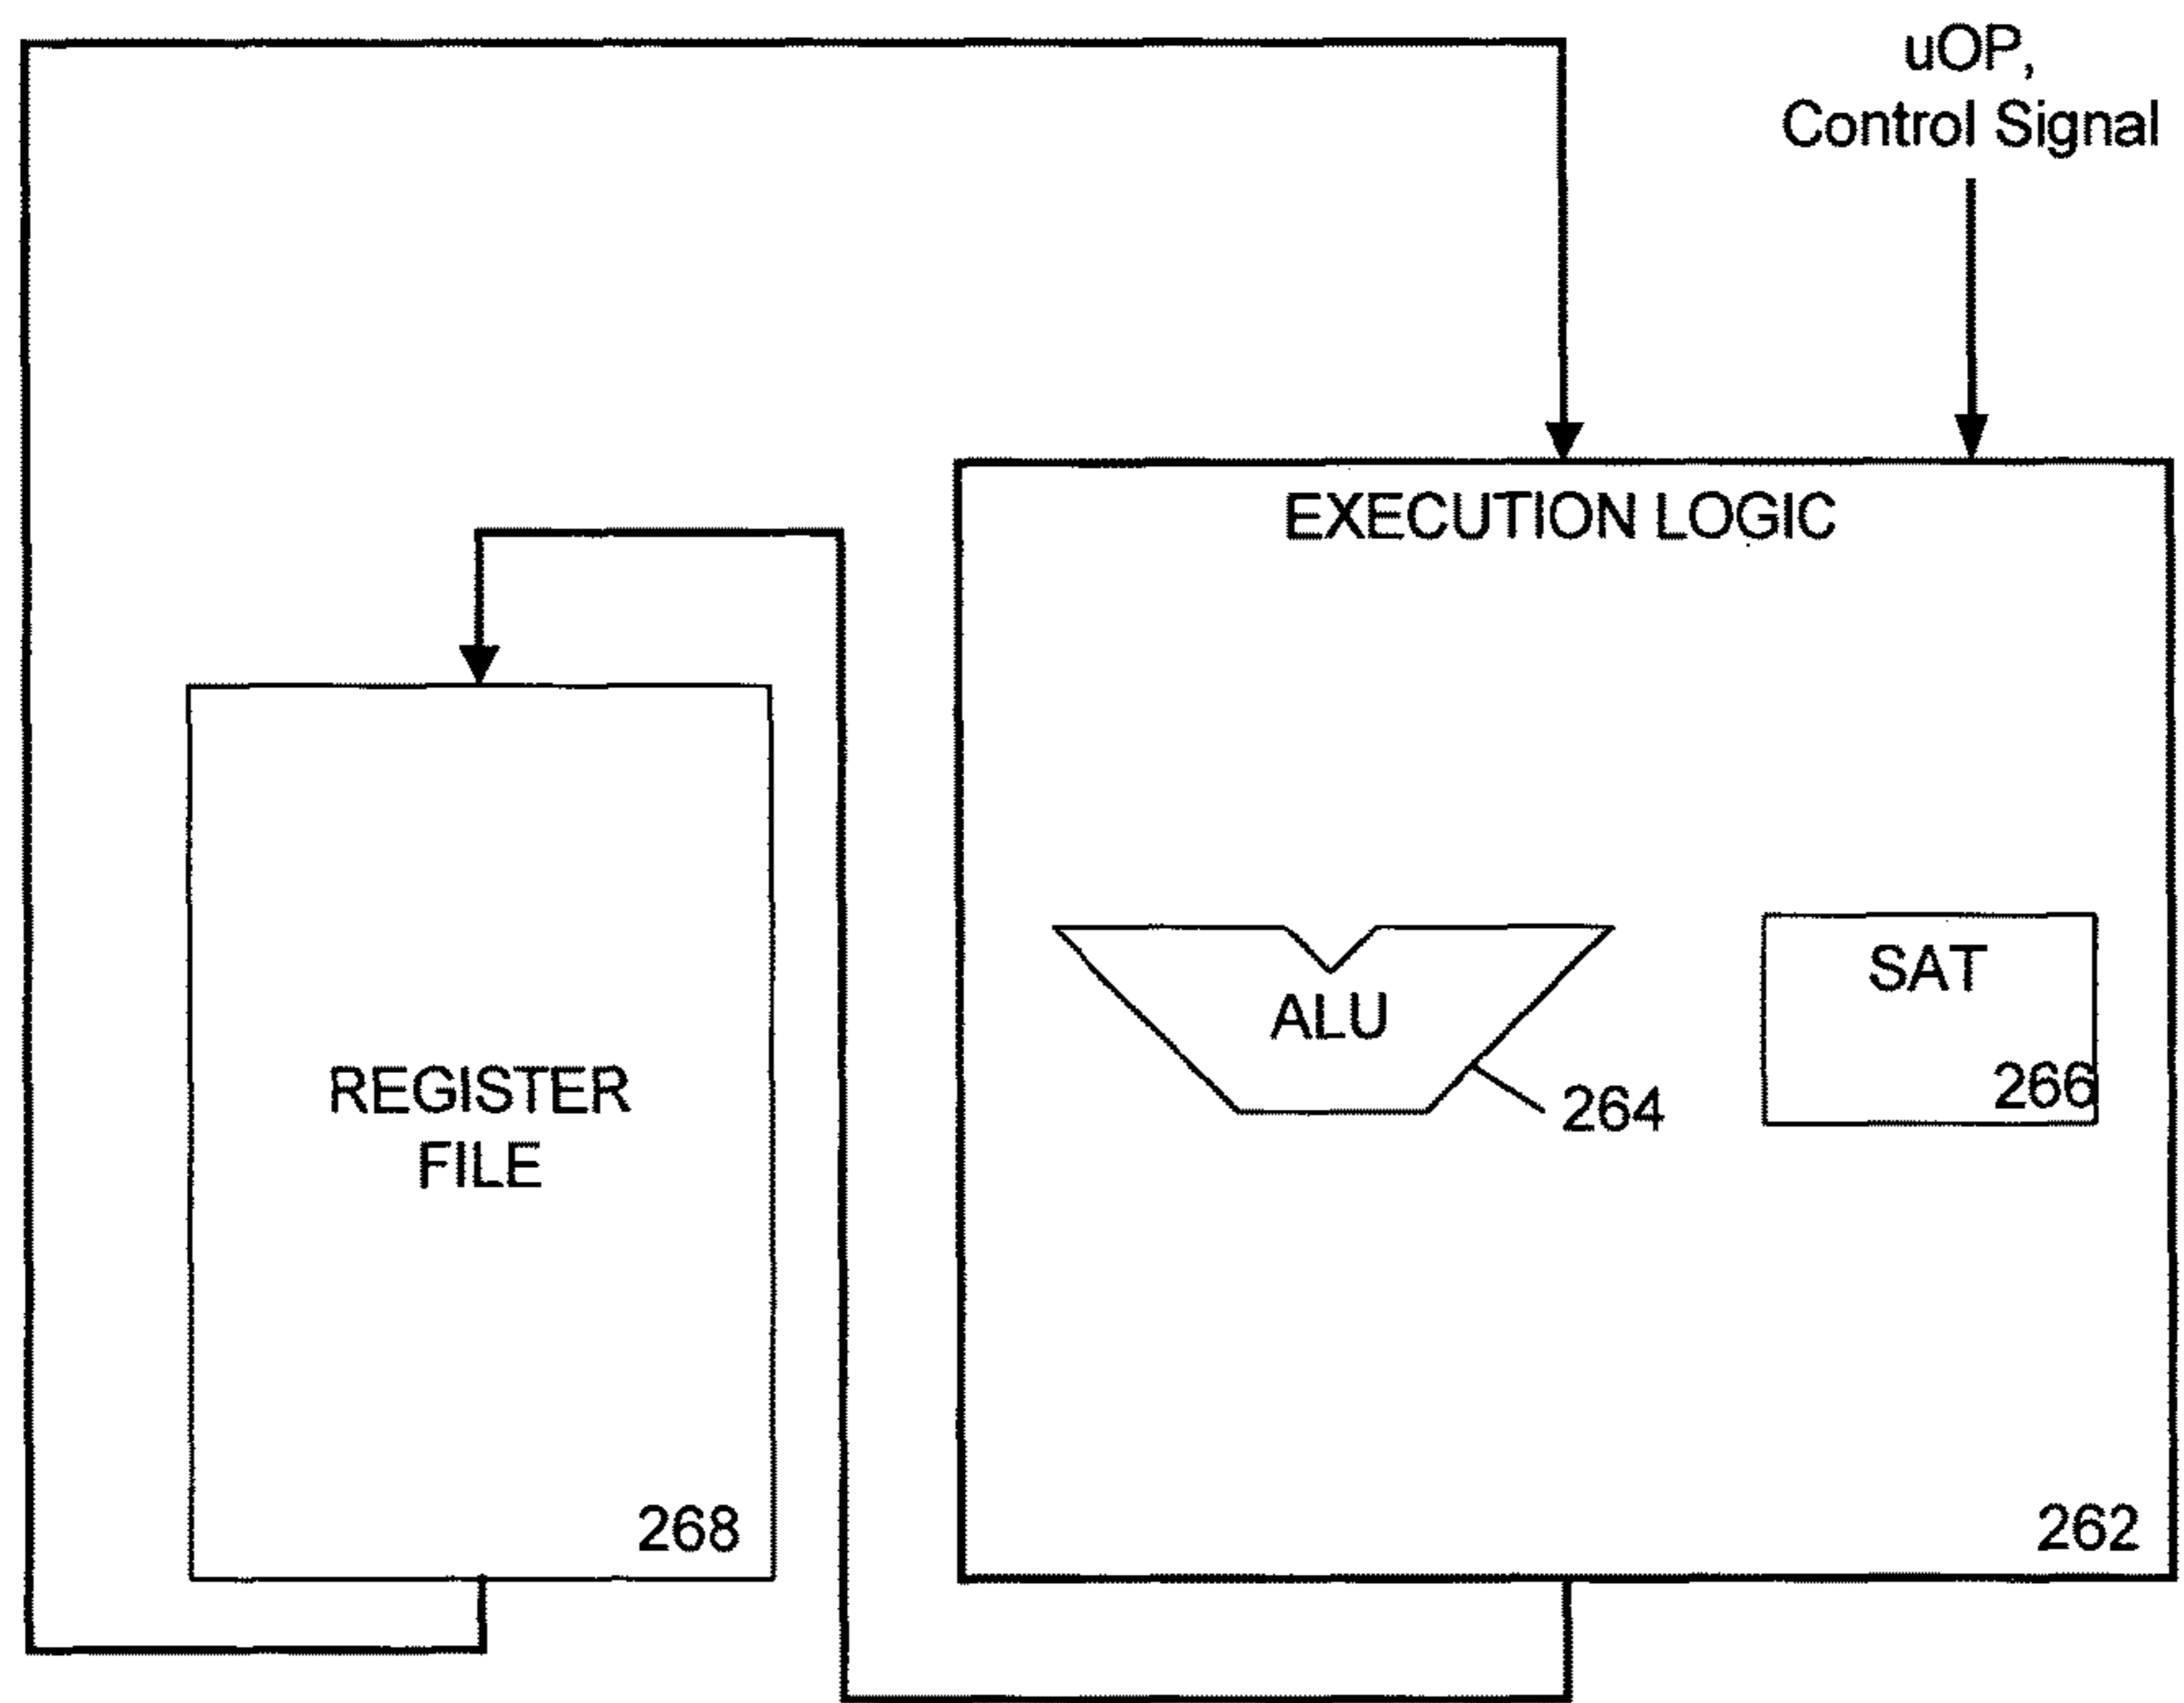 uOP,
Control Signal
EXECUTION LOGIC
ALU
264
SAT
266
REGISTER
FILE
268
262